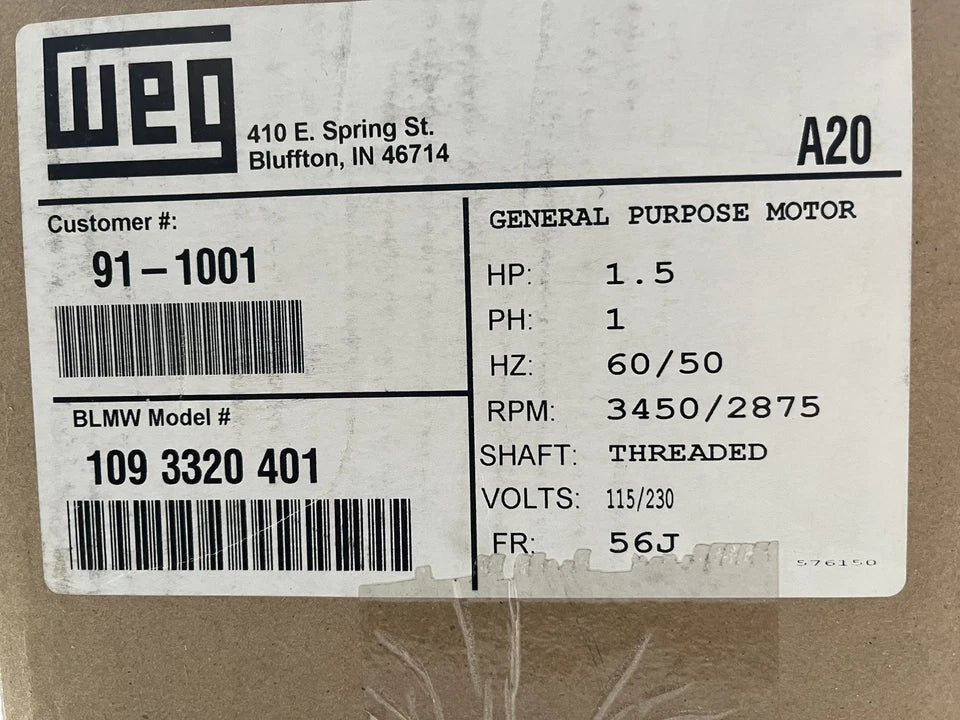 weg
410 E. Spring St.
Bluffton, IN 46714
A20
Customer #:
91-1001
BLMW Model #
109 3320 401
GENERAL PURPOSE MOTOR
HP: 1.5
PH: 1
HZ: 60/50
RPM: 3450/2875
SHAFT: THREADED
VOLTS: 115/230
FR: 56J
576150